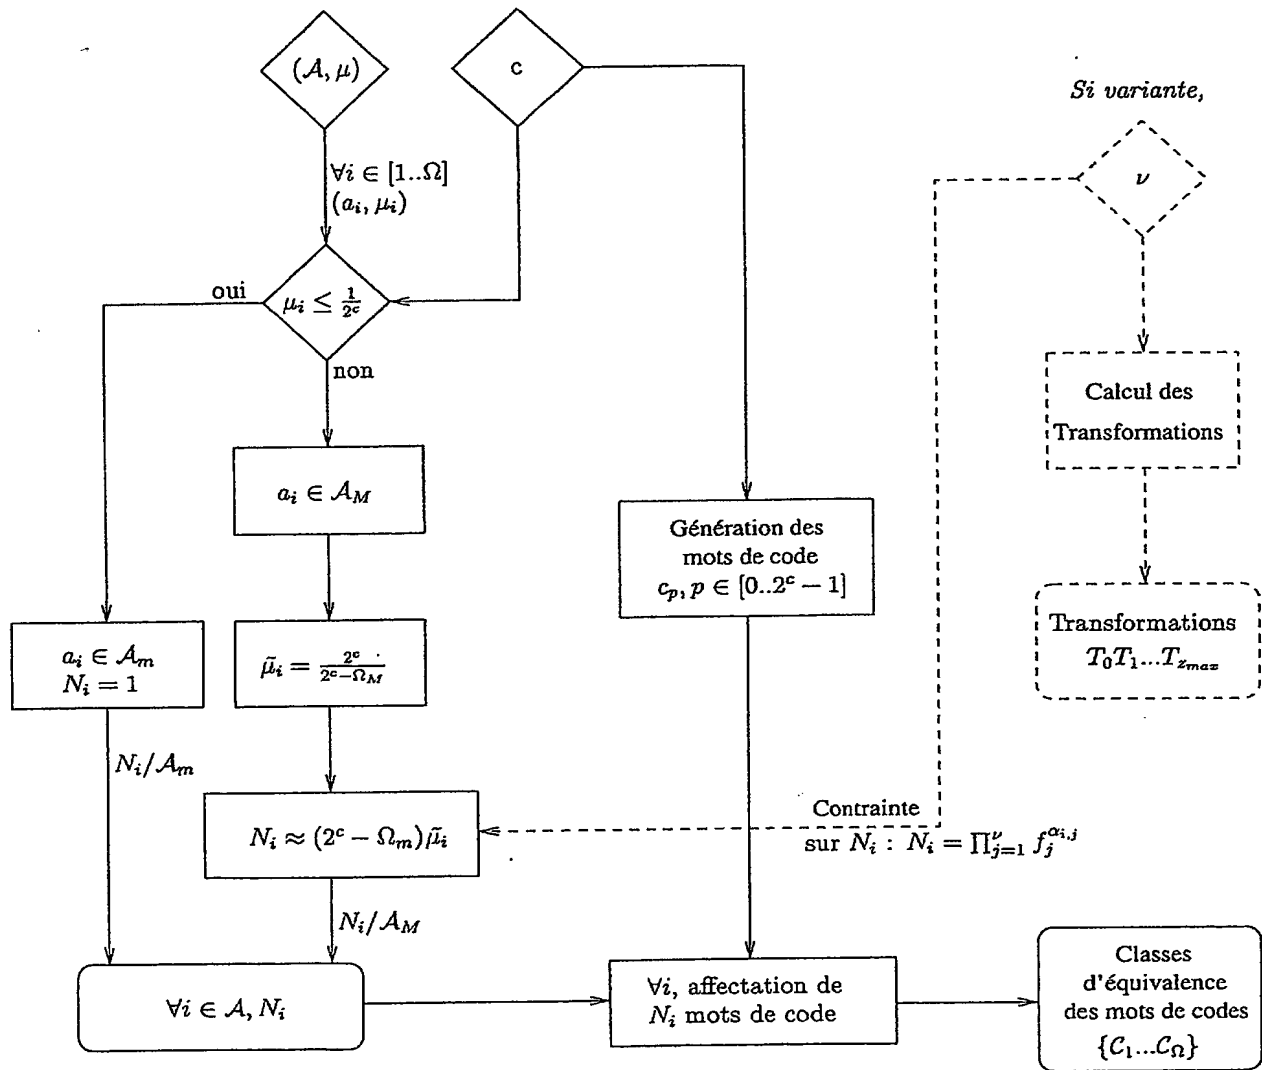 (𝒜, μ)
c
Si variante,
ν
∀i ∈ [1..Ω]
(a_i, μ_i)
oui
μ_i ≤ 1/2^c
non
Calcul des
Transformations
a_i ∈ 𝒜_M
Génération des
mots de code
c_p, p ∈ [0..2^c − 1]
Transformations
T_0T_1...T_{z_{max}}
a_i ∈ 𝒜_m
N_i = 1
μ̃_i = 2^c/(2^c−Ω_M)
N_i/𝒜_m
N_i ≈ (2^c − Ω_m)μ̃_i
Contrainte
sur N_i : N_i = ∏_{j=1}^{ν} f_j^{α_{i,j}}
N_i/𝒜_M
∀i ∈ 𝒜, N_i
∀i, affectation de
N_i mots de code
Classes
d'équivalence
des mots de codes
{𝒞_1...𝒞_Ω}